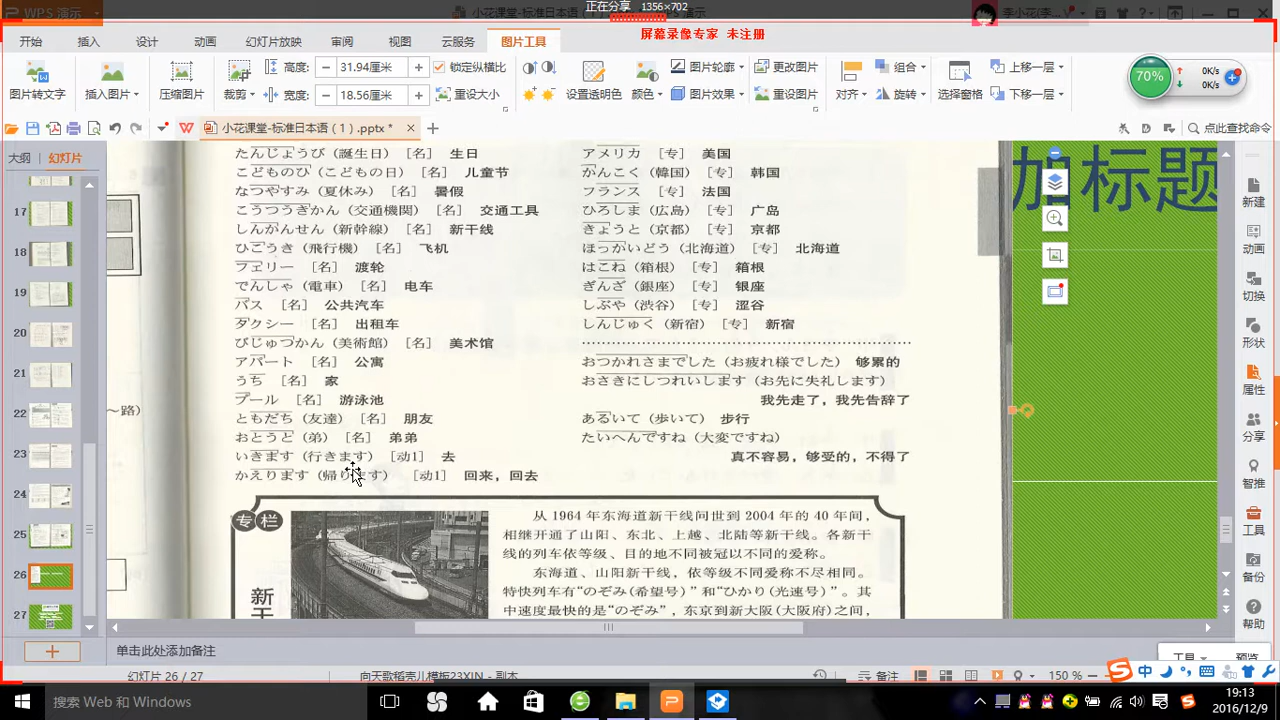 正在分享 1356×702
WPS 演示
小花课堂-标准日本语
演示
屏幕录像专家 未注册
开始 插入 设计 动画 幻灯片放映 审阅 视图 云服务 图片工具
图片转文字
插入图片
压缩图片
裁剪
高度: 31.94厘米
宽度: 18.56厘米
锁定纵横比
重设大小
设置透明色
颜色
图片轮廓
图片效果
更改图片
重设图片
对齐
组合
旋转
选择窗格
上移一层
下移一层
70%
0K/s
0K/s
小花课堂-标准日本语(1).pptx *
点此查找命令
大纲 幻灯片
17
18
19
20
21
22
23
24
25
26
27
～路）
たんじょうび（誕生日）［名］ 生日
こどものひ（こどもの日）［名］ 儿童节
なつやすみ（夏休み）［名］ 暑假
こうつうきかん（交通機関）［名］ 交通工具
しんかんせん（新幹線）［名］ 新干线
ひこうき（飛行機）［名］ 飞机
フェリー ［名］ 渡轮
でんしゃ（電車）［名］ 电车
バス ［名］ 公共汽车
タクシー ［名］ 出租车
びじゅつかん（美術館）［名］ 美术馆
アパート ［名］ 公寓
うち ［名］ 家
プール ［名］ 游泳池
ともだち（友達）［名］ 朋友
おとうと（弟）［名］ 弟弟
いきます（行きます）［动1］ 去
かえります（帰ります）［动1］ 回来，回去
アメリカ ［专］ 美国
かんこく（韓国）［专］ 韩国
フランス ［专］ 法国
ひろしま（広島）［专］ 广岛
きょうと（京都）［专］ 京都
ほっかいどう（北海道）［专］ 北海道
はこね（箱根）［专］ 箱根
ぎんざ（銀座）［专］ 银座
しぶや（渋谷）［专］ 涩谷
しんじゅく（新宿）［专］ 新宿
おつかれさまでした（お疲れ様でした）够累的
おさきにしつれいします（お先に失礼します）
我先走了，我先告辞了
あるいて（歩いて）步行
たいへんですね（大変ですね）
真不容易，够受的，不得了
专栏
新干
从 1964 年东海道新干线问世到 2004 年的 40 年间，
相继开通了山阳、东北、上越、北陆等新干线。各新干
线的列车依等级、目的地不同被冠以不同的爱称。
东海道、山阳新干线，依等级不同爱称不尽相同。
特快列车有“のぞみ(希望号)”和“ひかり(光速号)”。其
中速度最快的是“のぞみ”，东京到新大阪(大阪府)之间，
加标题
新建
动画
切换
形状
属性
分享
智推
工具
备份
帮助
单击此处添加备注
工具 预览
幻灯片 26 / 27
向天歌稻壳儿模板23XIN - 副本
备注
150 %
中
搜索 Web 和 Windows
19:13
2016/12/9